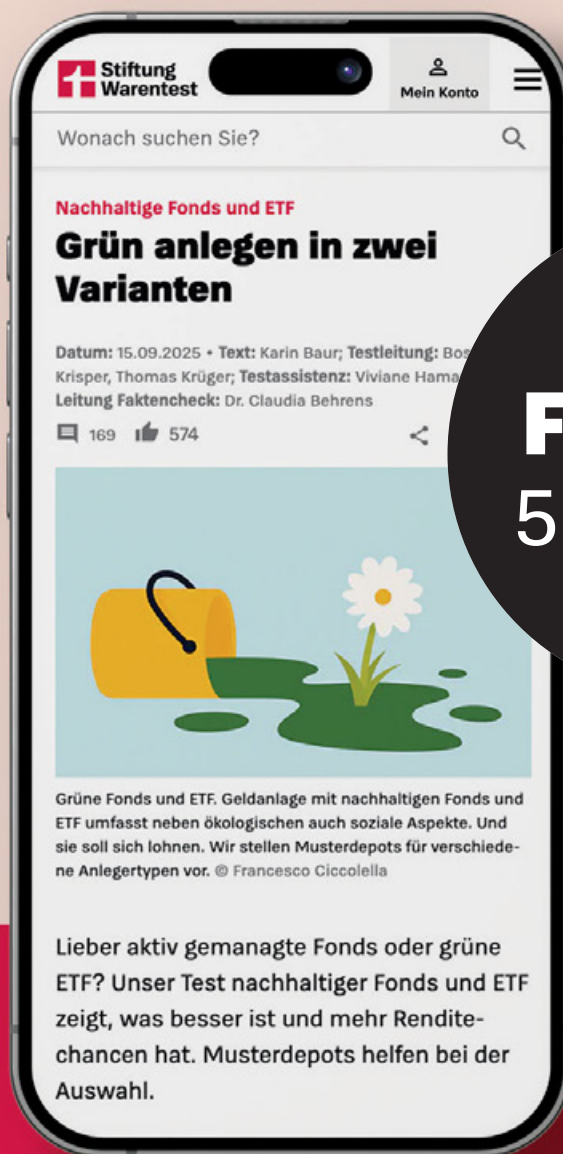 Stiftung
Warentest
Mein Konto
Wonach suchen Sie?
Nachhaltige Fonds und ETF
Grün anlegen in zwei
Varianten
Datum: 15.09.2025 • Text: Karin Baur; Testleitung:
Krisper, Thomas Krüger; Testassistenz: Viviane
Leitung Faktencheck: Dr. Claudia Behrens
169 574
F
5
Grüne Fonds und ETF. Geldanlage mit nachhaltigen Fonds und
ETF umfasst neben ökologischen auch soziale Aspekte. Und
sie soll sich lohnen. Wir stellen Musterdepots für verschiede-
ne Anlegertypen vor. © Francesco Ciccolella
Lieber aktiv gemanagte Fonds oder grüne
ETF? Unser Test nachhaltiger Fonds und ETF
zeigt, was besser ist und mehr Rendite-
chancen hat. Musterdepots helfen bei der
Auswahl.